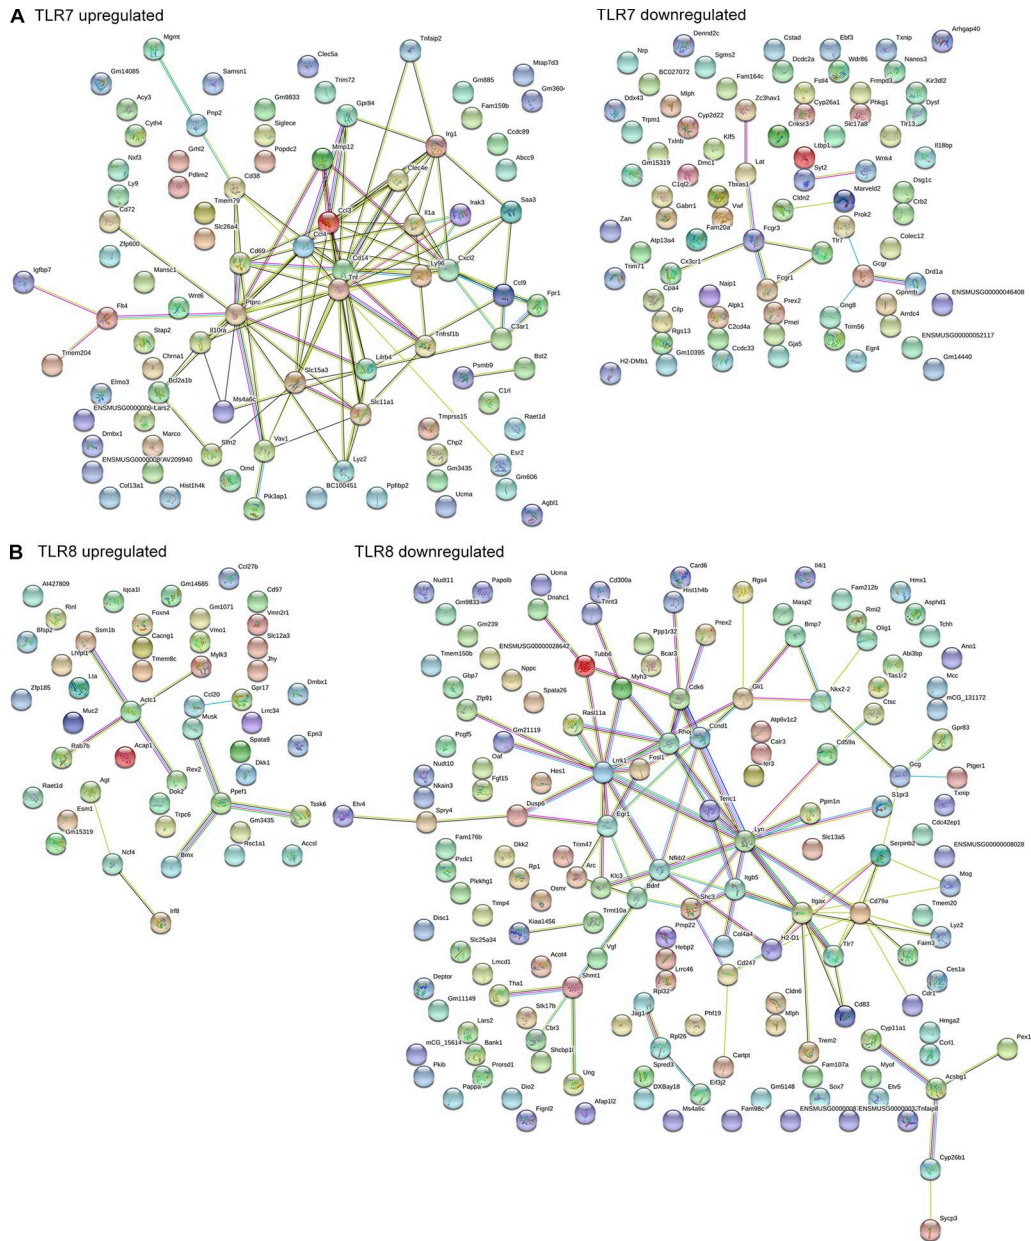 A TLR7 upregulated
TLR7 downregulated
Mgmt
Tnfaip2
Clec5a
Gm14085
Samsn1
Trim72
Mtap7d3
Gm885
Acy3
Gpr84
Gm9833
Pnp2
Irg1
Fam159b
Cyth4
Siglece
Mmp12
Ccdc89
Grhl2
Popdc2
Clec4e
Abcc9
Nxf3
Pdlim2
Cd38
Ly9
Ccl3
Il1a
Irak3
Saa3
Cd72
Tmem79
Ccl4
Slc26a4
Zfp600
Cd69
Cd14
Ly96
Cxcl2
Mansc1
Tnf
Igfbp7
Ccl9
Fpr1
Wnt6
Ptprc
Flt4
Tnfrsf1b
C3ar1
Stap2
Il10ra
Lilrb4
Bst2
Tmem204
Chrna1
Slc15a3
Psmb9
Elmo3
Bcl2a1b
C1rl
Ms4a6c
Slc11a1
Lars2
Tmprss15
Raet1d
Dmbx1
Marco
Sfin2
Vav1
Chp2
Esr2
AV209940
Lyz2
Gm3435
Gm606
Omd
Col13a1
Hist1h4k
BC100451
Ppfibp2
Ucma
Agbl1
Pik3ap1
Dennd2c
Cstad
Ebf3
Txnip
Arhgap40
Nrp
Sgms2
Dcdc2a
Wdr86
Nanos3
BC027072
Fam164c
Fstl4
Frmpd3
Kir3dl2
Ddx43
Mlph
Zc3hav1
Cyp26a1
Phkg1
Dysf
Trpm1
Cyp2d22
Cnksr3
Slc17a8
Tlr13
Txlnb
Klf5
Ltbp1
Il18bp
Gm15319
Dmc1
Lat
Syt2
Wnk4
C1ql2
Tbxas1
Marveld2
Dsg1c
Gabrr1
Vwf
Cldn2
Crb2
Zan
Fam20a
Fcgr3
Prok2
Atp13a4
Tlr7
Colec12
Cx3cr1
Gcgr
Trim71
Fcgr1
Drd1a
Cpa4
Naip1
Gpnmb
ENSMUSG00000046408
Cilp
Alpk1
Prex2
Gng8
Arrdc4
Rgs13
C2cd4a
Pmel
Trim56
ENSMUSG00000052117
Gm10395
Ccdc33
Gja5
H2-DMb1
Egr4
Gm14440
B TLR8 upregulated
TLR8 downregulated
Ccl27b
AI427809
Iqca1l
Gm14685
Cd97
Rinl
Foxn4
Gm1071
Vmn2r1
Bfsp2
Ssm1b
Cacng1
Vmo1
Slc12a3
Lhfpl1
Tmem8c
Mylk3
Jhy
Zfp185
Lta
Actc1
Gpr17
Dmbx1
Ccl20
Muc2
Musk
Lrrc34
Rab7b
Acap1
Spata9
Epn3
Rex2
Dkk1
Agt
Dok2
Raet1d
Ppef1
Esm1
Trpc6
Tssk6
Gm15319
Gm3435
Ncf4
Rsc1a1
Accsl
Bmx
Irf8
Nudt11
Papolb
Ucma
Cd300a
Card6
Il4i1
Dnahc1
Tnnt3
Hist1h4b
Rgs4
Fam212b
Hmx1
Gm9833
Masp2
Rmi2
Asphd1
Gm239
Ppp1r32
Prex2
Bmp7
Olig1
Tchh
Tmem150b
ENSMUSG00000028642
Tubb6
Bcar3
Abi3bp
Ano1
Gbp7
Nppc
Myh3
Cdk6
Gli1
Nkx2-2
Tas1r2
Mcc
Zfp91
Spata26
Ctsc
mCG_131172
Rasl11a
Ccnd1
Atp6v1c2
Gpr83
Pcgf5
Gm21119
Rhoj
Calr3
Cd59a
Oaf
Lrrk1
Fosl1
Ier3
Gcg
Ptger1
Nudt10
Nkain3
Fgf15
Hes1
Txnip
Etv4
Dusp6
Tenc1
Ppm1n
S1pr3
Spry4
Egr1
Lyn
Cdc42ep1
Fam176b
Trim47
Slc13a5
Serpinb2
Pxdc1
Dkk2
Arc
ENSMUSG00000008028
Rp1
Klc3
Nfkb2
Itgb5
Mog
Plekhg1
Osmr
Bdnf
Shc3
Itgax
Cd79a
Tmem20
Timp4
Trmt10a
Disc1
Kiaa1456
Pmp22
Col4a4
H2-D1
Lyz2
Slc25a34
Vgf
Hebp2
Tlr7
Faim3
Lmcd1
Acot4
Cd247
Deptor
Shmt1
Lrrc46
Ces1a
Tha1
Cdr1
Gm11149
Rpl32
Cldn6
Cd83
Stk17b
Phf19
Lars2
Jag1
Mlph
Cyp11a1
Hmga2
mCG_15614
Bank1
Cbr3
Rpl26
Trem2
Ccrl1
Pex1
Prorsd1
Shcbp1l
Cartpt
Pkib
Spred3
Fam107a
Myof
Acsbg1
Ung
Eif3j2
Pappa
Dio2
DXBay18
Gm5148
Sox7
Etv5
Fignl2
Afap1l2
Ms4a6c
Fam98c
Tnfaip8
Cyp26b1
Sycp3